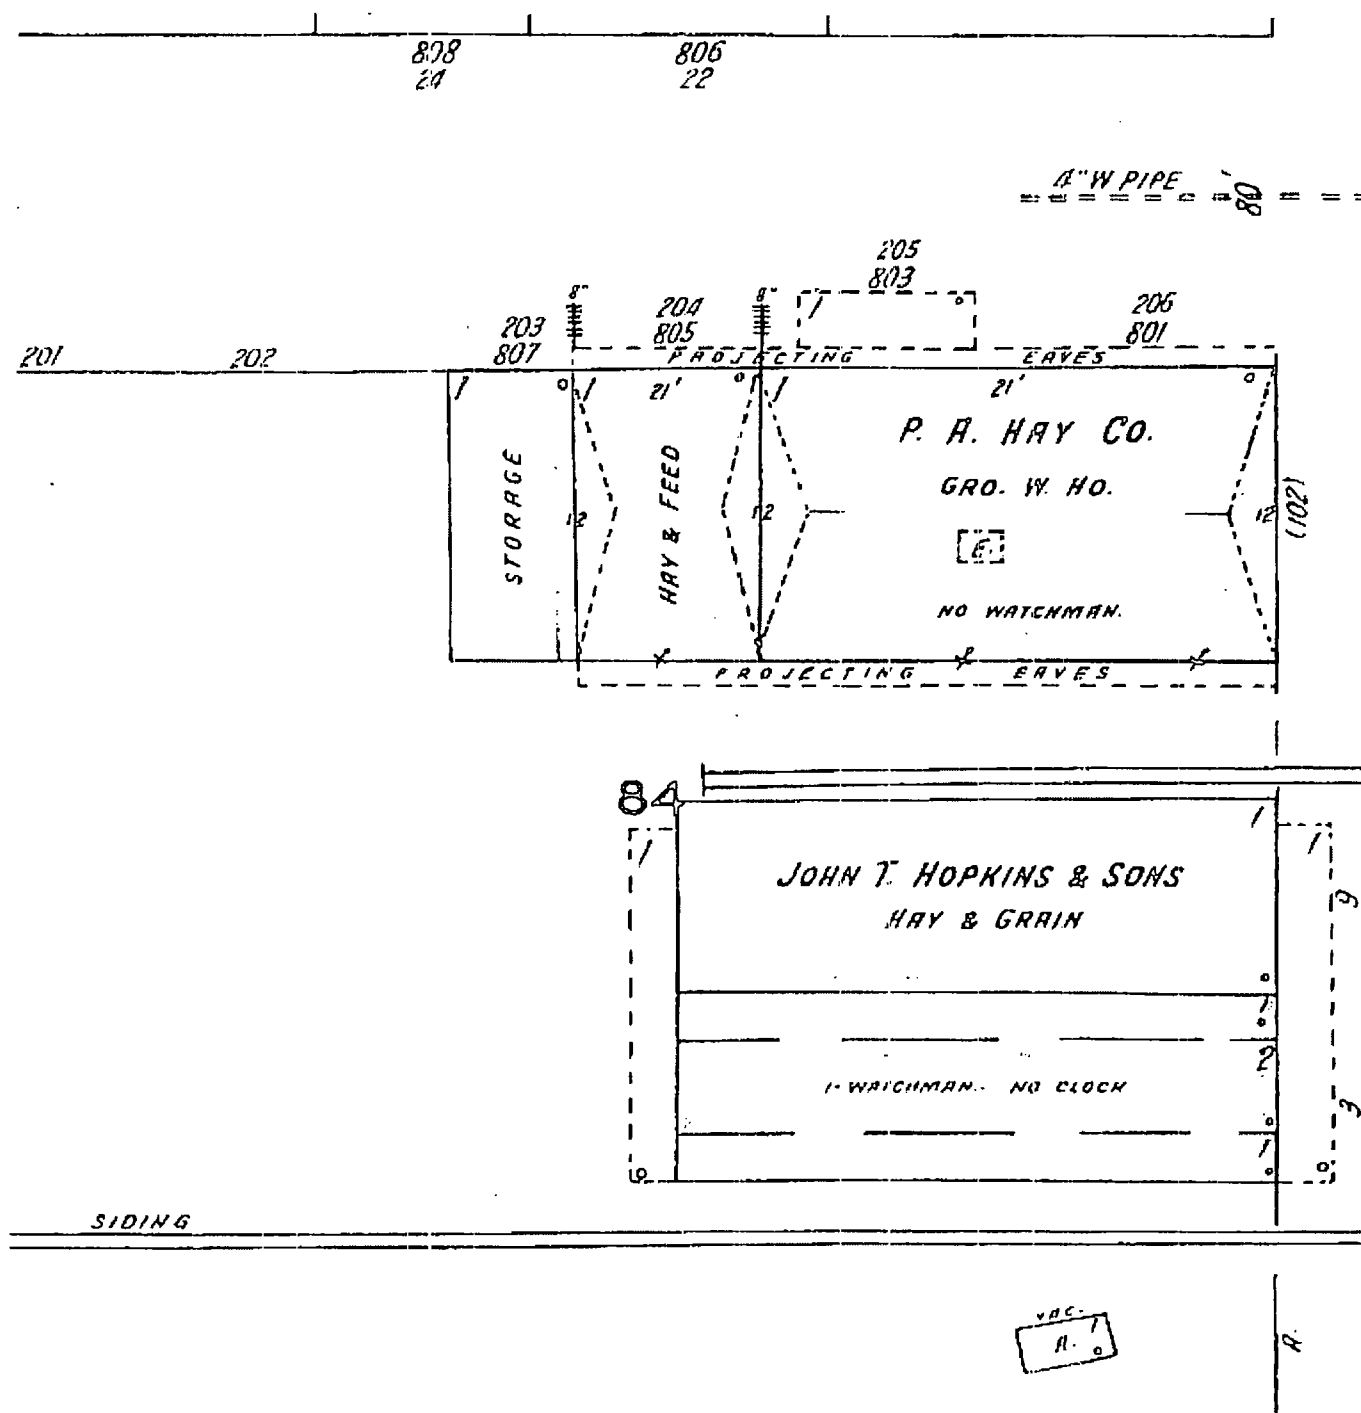 808
24
806
22
4" W PIPE
80'
205
803
8"
204
805
8"
206
801
203
807
201
202
PROJECTING EAVES
1
1
21'
1
21'
STORAGE
HAY & FEED
P. A. HAY CO.
GRO. W. HO.
E.
NO WATCHMAN.
12
12
12
(102)
PROJECTING EAVES
84
1
1
1
JOHN T. HOPKINS & SONS
HAY & GRAIN
9
1
2
1-WATCHMAN. NO CLOCK
3
1
SIDING
VAC.
A. 1
A.